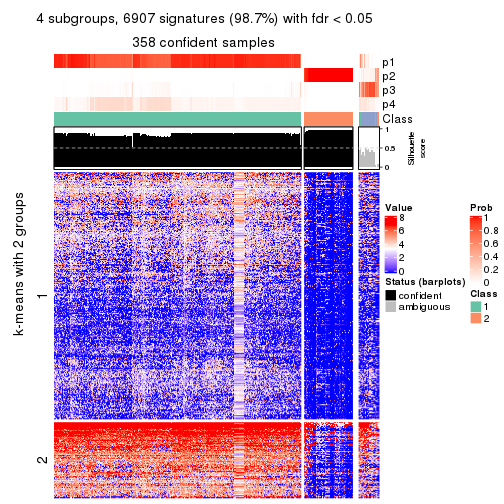 4 subgroups, 6907 signatures (98.7%) with fdr < 0.05
358 confident samples
p1
p2
p3
p4
Class
1
0.5
0
Silhouette
score
k-means with 2 groups
1
2
Value
8
6
4
2
0
Prob
1
0.8
0.6
0.4
0.2
0
Status (barplots)
confident
ambiguous
Class
1
2